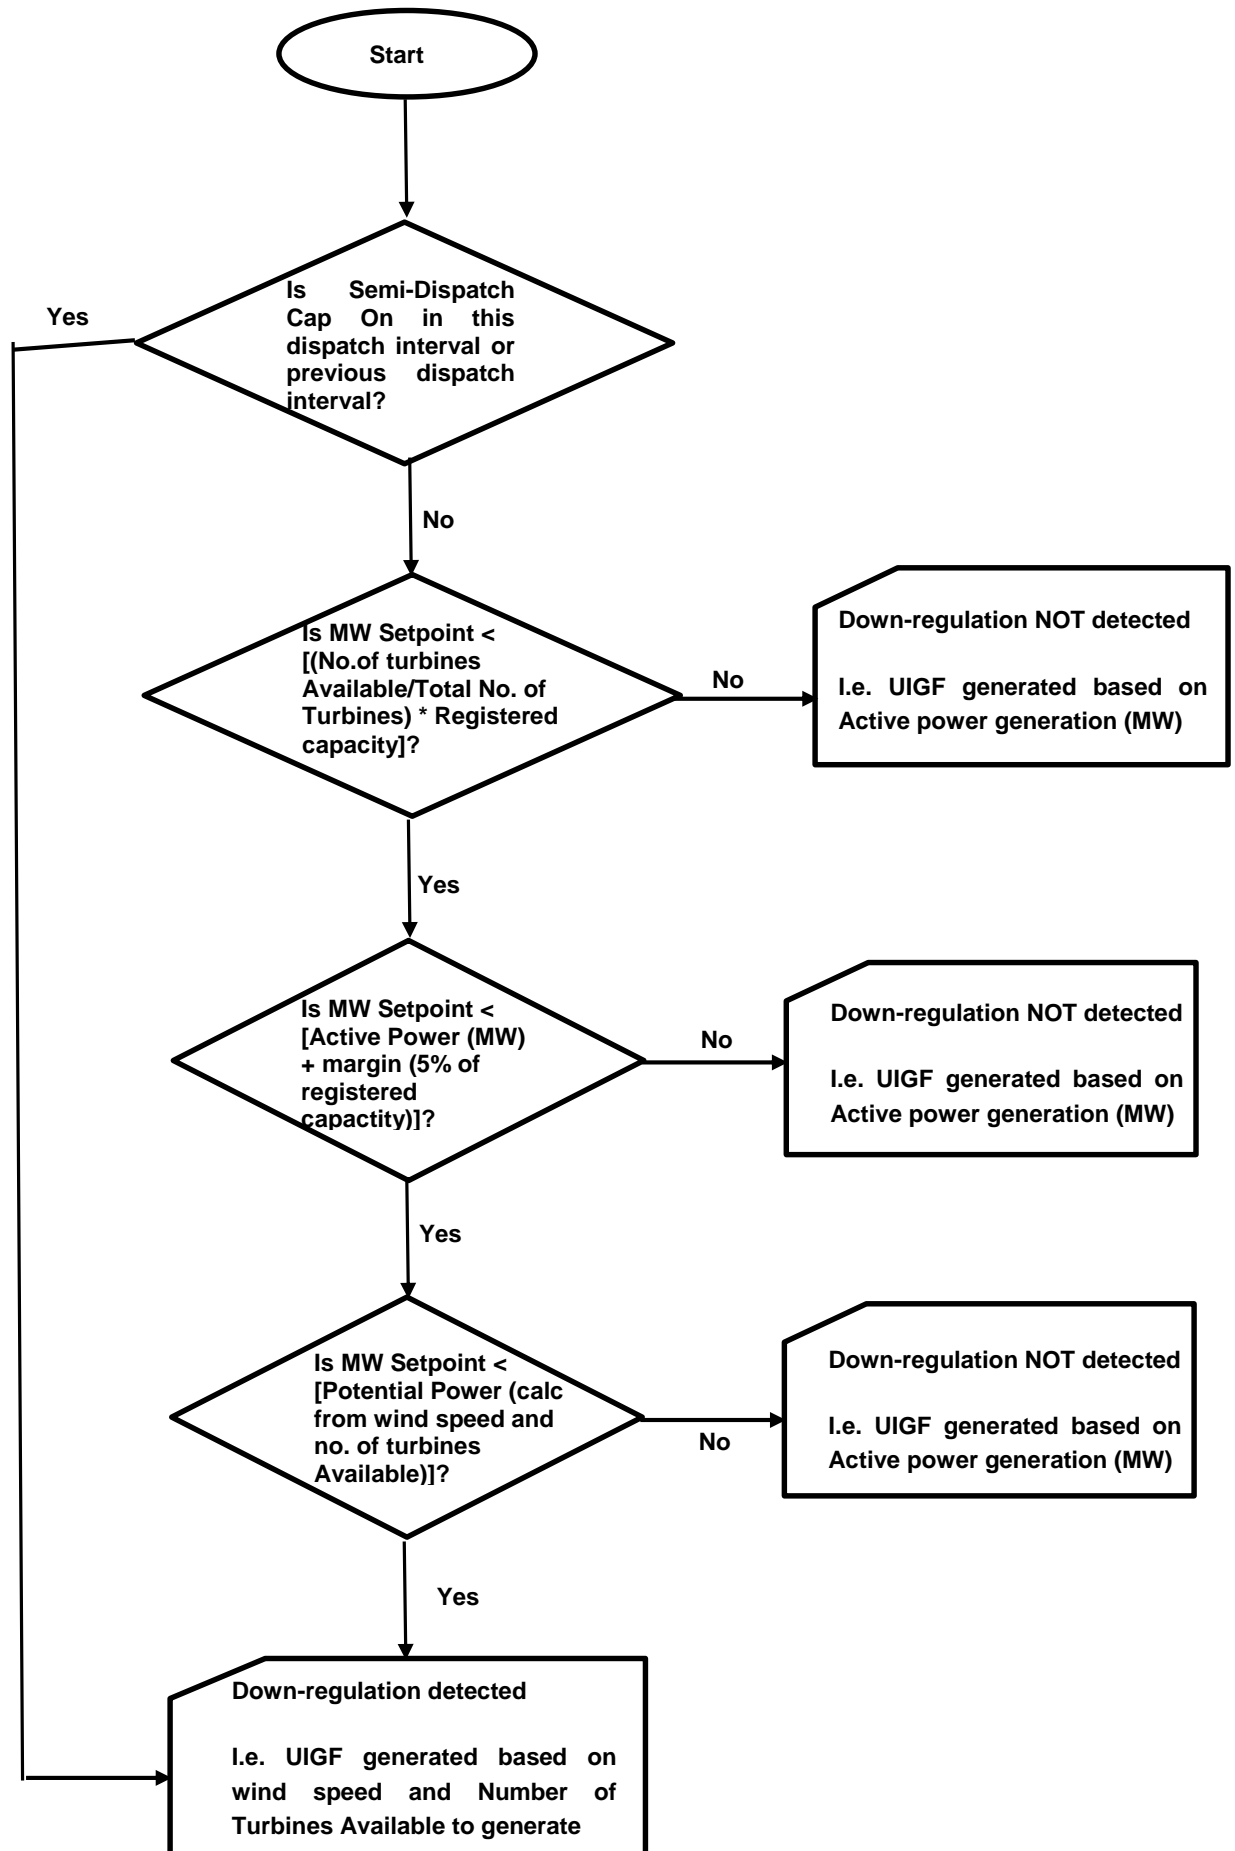 Start
Yes
Is Semi-Dispatch
Cap On in this
dispatch interval or
previous dispatch
interval?
No
Is MW Setpoint <
[(No.of turbines
Available/Total No. of
Turbines) * Registered
capacity]?
No
Down-regulation NOT detected
I.e. UIGF generated based on
Active power generation (MW)
Yes
Is MW Setpoint <
[Active Power (MW)
+ margin (5% of
registered
capactity)]?
No
Down-regulation NOT detected
I.e. UIGF generated based on
Active power generation (MW)
Yes
Is MW Setpoint <
[Potential Power (calc
from wind speed and
no. of turbines
Available)]?
No
Down-regulation NOT detected
I.e. UIGF generated based on
Active power generation (MW)
Yes
Down-regulation detected
I.e. UIGF generated based on
wind speed and Number of
Turbines Available to generate